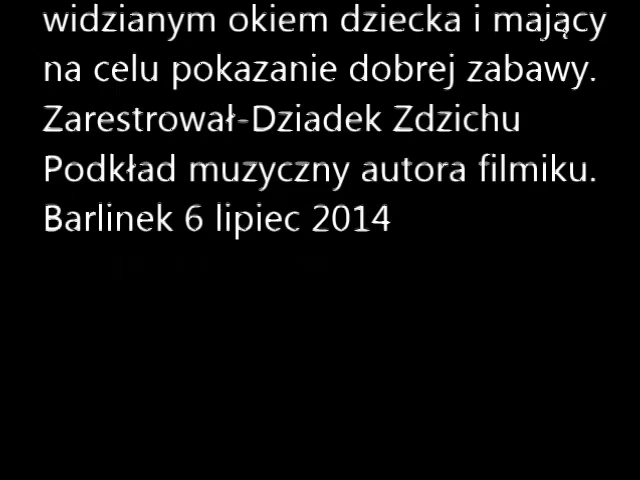 widzianym okiem dziecka i mający
na celu pokazanie dobrej zabawy.
Zarestrował-Dziadek Zdzichu
Podkład muzyczny autora filmiku.
Barlinek 6 lipiec 2014